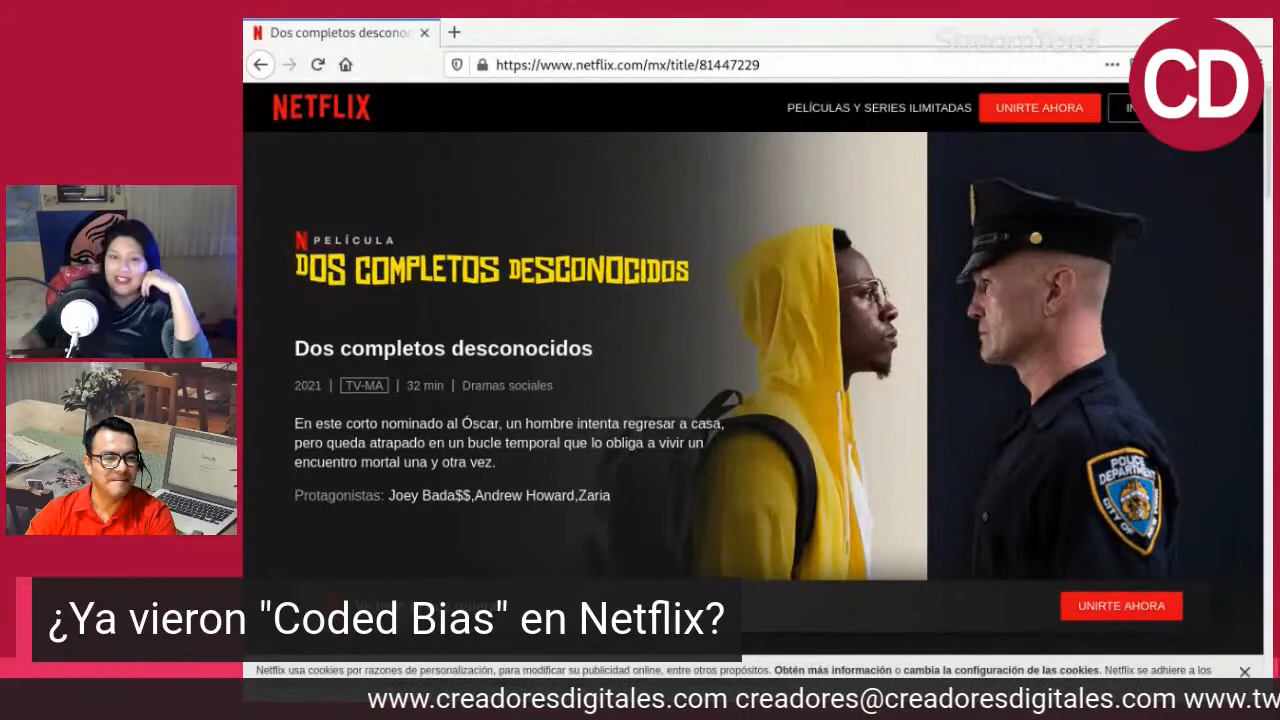 Dos completos descono
https://www.netflix.com/mx/title/81447229
StreamYard
CD
NETFLIX
PELÍCULAS Y SERIES ILIMITADAS
UNIRTE AHORA
N PELÍCULA
DOS COMPLETOS DESCONOCIDOS
Dos completos desconocidos
2021 | TV-MA | 32 min | Dramas sociales
En este corto nominado al Óscar, un hombre intenta regresar a casa,
pero queda atrapado en un bucle temporal que lo obliga a vivir un
encuentro mortal una y otra vez.
Protagonistas: Joey Bada$$,Andrew Howard,Zaria
POLICE
DEPARTMENT
CITY OF
¿Ya vieron "Coded Bias" en Netflix?
UNIRTE AHORA
Netflix usa cookies por razones de personalización, para modificar su publicidad online, entre otros propósitos. Obtén más información o cambia la configuración de las cookies. Netflix se adhiere a los
www.creadoresdigitales.com creadores@creadoresdigitales.com www.tw